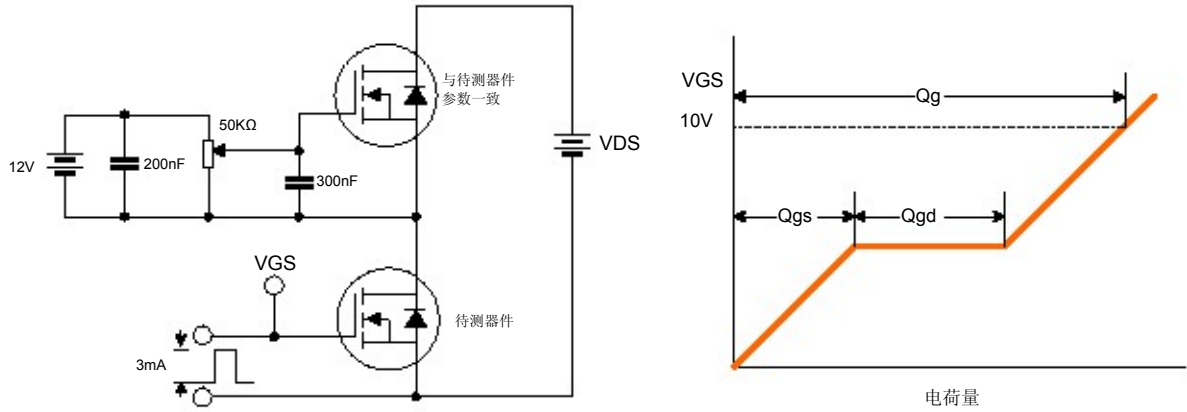 与待测器件
参数一致
50KΩ
12V
200nF
300nF
VDS
VGS
待测器件
3mA
VGS
Qg
10V
Qgs
Qgd
电荷量